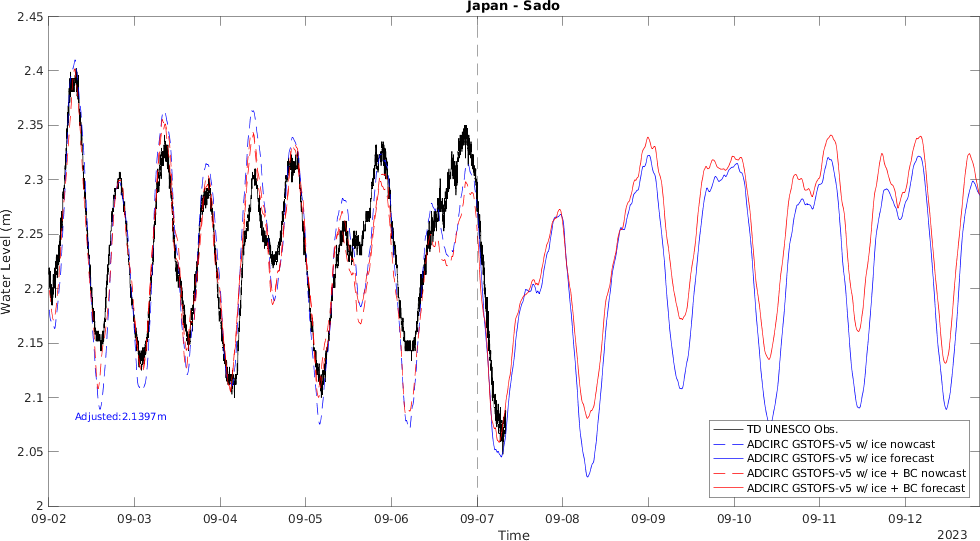 Japan - Sado
2.45
2.4
2.35
2.3
2.25
2.2
2.15
2.1
2.05
2
Water Level (m)
Adjusted:2.1397m
TD UNESCO Obs.
ADCIRC GSTOFS-v5 w/ ice nowcast
ADCIRC GSTOFS-v5 w/ ice forecast
ADCIRC GSTOFS-v5 w/ ice + BC nowcast
ADCIRC GSTOFS-v5 w/ ice + BC forecast
09-02 09-03 09-04 09-05 09-06 09-07 09-08 09-09 09-10 09-11 09-12
Time
2023